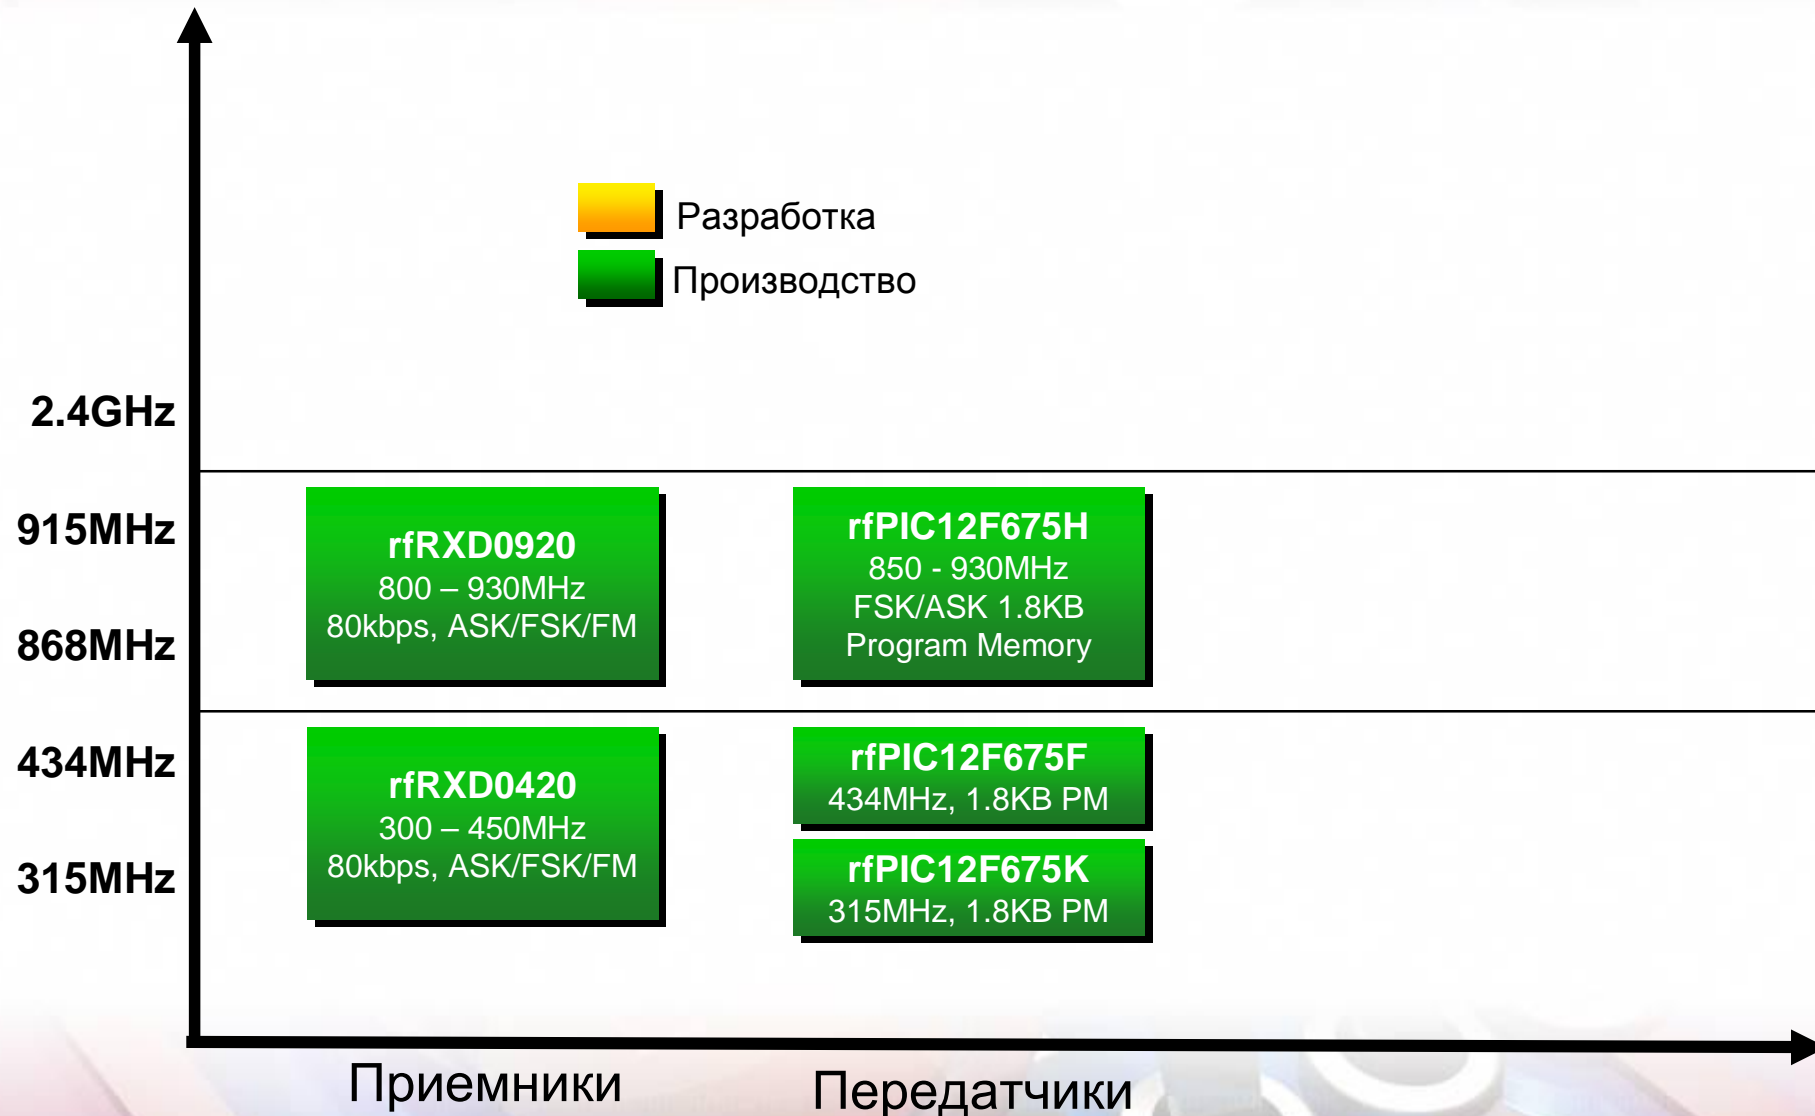 Разработка
Производство
2.4GHz
915MHz
868MHz
434MHz
315MHz
rfRXD0920
800 – 930MHz
80kbps, ASK/FSK/FM
rfPIC12F675H
850 - 930MHz
FSK/ASK 1.8KB
Program Memory
rfRXD0420
300 – 450MHz
80kbps, ASK/FSK/FM
rfPIC12F675F
434MHz, 1.8KB PM
rfPIC12F675K
315MHz, 1.8KB PM
Приемники
Передатчики